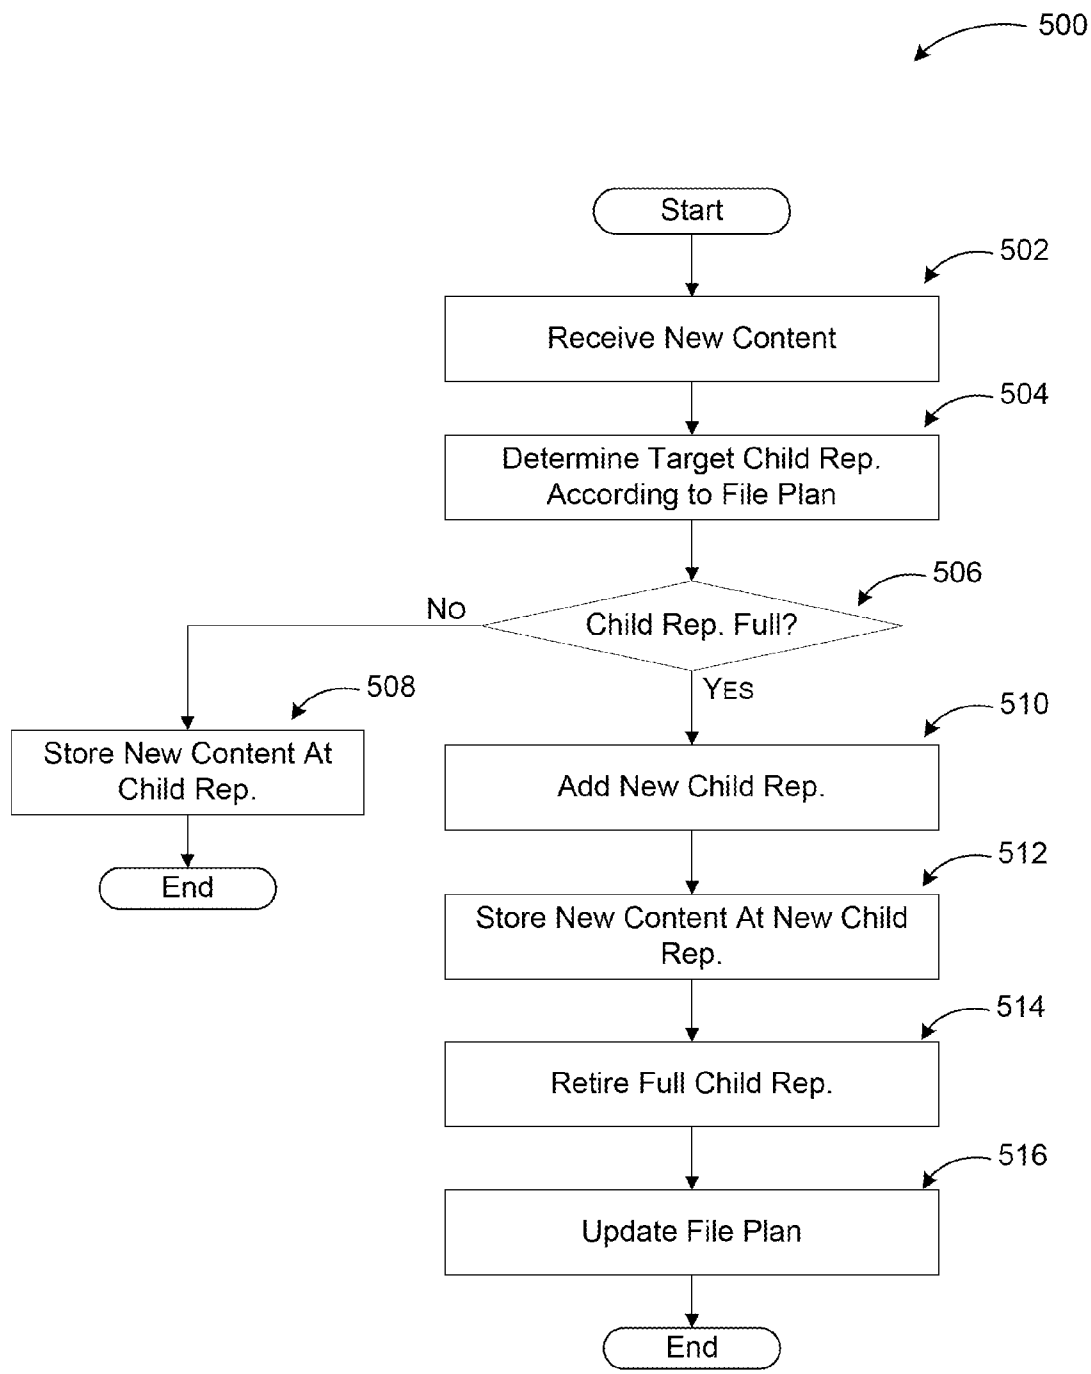 500
Start
502
Receive New Content
504
Determine Target Child Rep.
According to File Plan
506
Child Rep. Full?
No
Yes
508
Store New Content At
Child Rep.
End
510
Add New Child Rep.
512
Store New Content At New Child
Rep.
514
Retire Full Child Rep.
516
Update File Plan
End